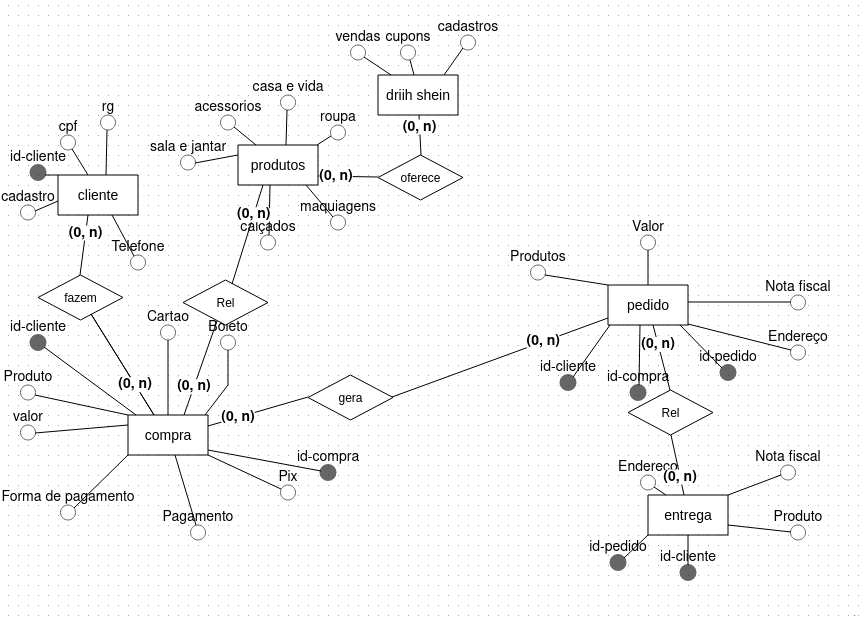 cadastros
vendas cupons
driih shein
(0, n)
oferece
casa e vida
acessorios
roupa
sala e jantar
produtos
(0, n)
maquiagens
(0, n)
calçados
rg
cpf
id-cliente
cadastro
cliente
(0, n)
Telefone
fazem
Rel
id-cliente
Cartao
Boleto
Produto
(0, n)
(0, n)
valor
(0, n)
gera
compra
id-compra
Pix
Forma de pagamento
Pagamento
Valor
Produtos
Nota fiscal
pedido
Endereço
(0, n)
(0, n)
id-pedido
id-cliente
id-compra
Rel
Endereço
(0, n)
Nota fiscal
entrega
Produto
id-pedido
id-cliente